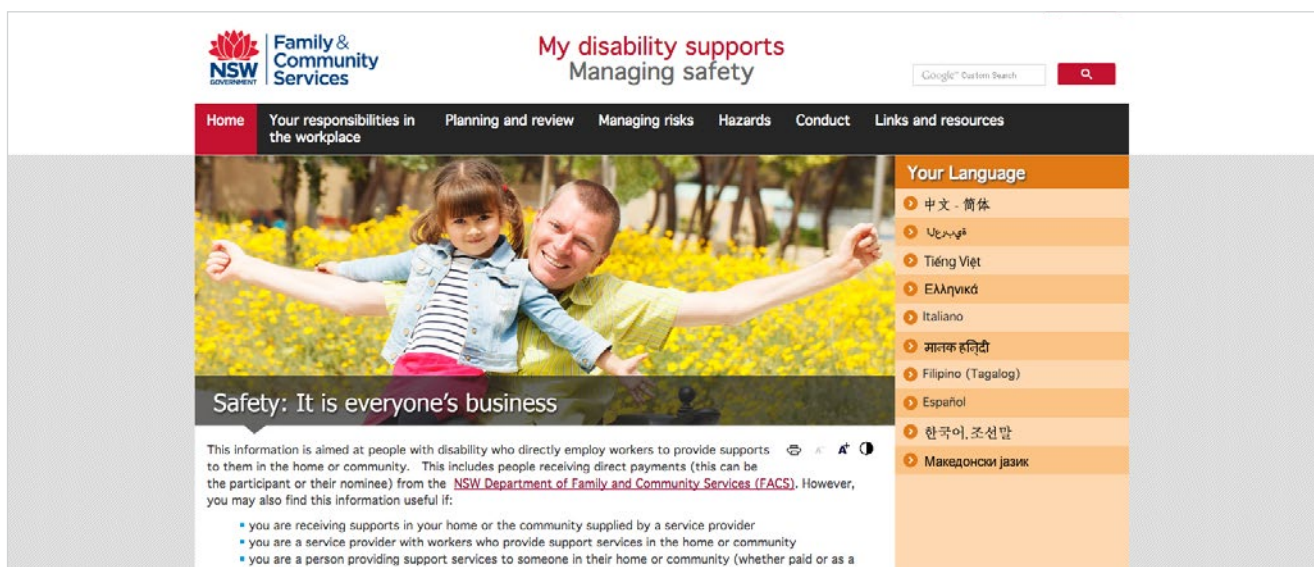 NSW
GOVERNMENT
Family &
Community
Services
My disability supports
Managing safety
Google™ Custom Search
Home
Your responsibilities in
the workplace
Planning and review
Managing risks
Hazards
Conduct
Links and resources
Your Language
中文 - 简体
ةيبرعلا
Tiếng Việt
Ελληνικά
Italiano
मानक हिन्दी
Filipino (Tagalog)
Español
한국어, 조선말
Македонски јазик
Safety: It is everyone's business
This information is aimed at people with disability who directly employ workers to provide supports
A- A+
to them in the home or community. This includes people receiving direct payments (this can be
the participant or their nominee) from the NSW Department of Family and Community Services (FACS). However,
you may also find this information useful if:
▪ you are receiving supports in your home or the community supplied by a service provider
▪ you are a service provider with workers who provide support services in the home or community
▪ you are a person providing support services to someone in their home or community (whether paid or as a